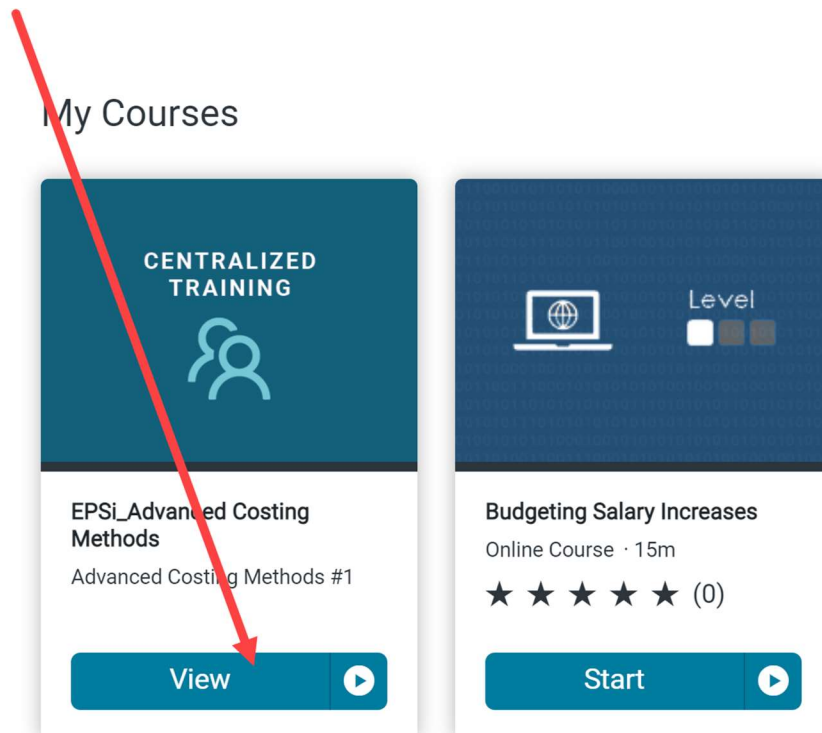 My Courses
CENTRALIZED
TRAINING
Level
EPSi_Advanced Costing
Methods
Advanced Costing Methods #1
View
Budgeting Salary Increases
Online Course · 15m
★ ★ ★ ★ ★ (0)
Start